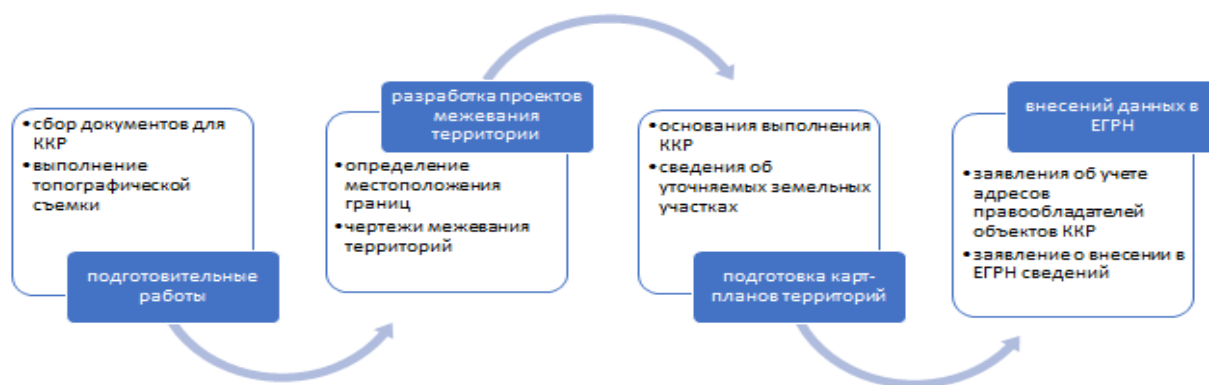 •сбор документов для
ККР
•выполнение
топографической
съемки
подготовительные
работы
разработка проектов
межевания
территории
•определение
местоположения
границ
•чертежи межевания
территорий
•основания выполнения
ККР
•сведения об
уточняемых земельных
участках
подготовка карт-
планов территорий
внесений данных в
ЕГРН
•заявления об учете
адресов
правообладателей
объектов ККР
•заявление о внесении в
ЕГРН сведений